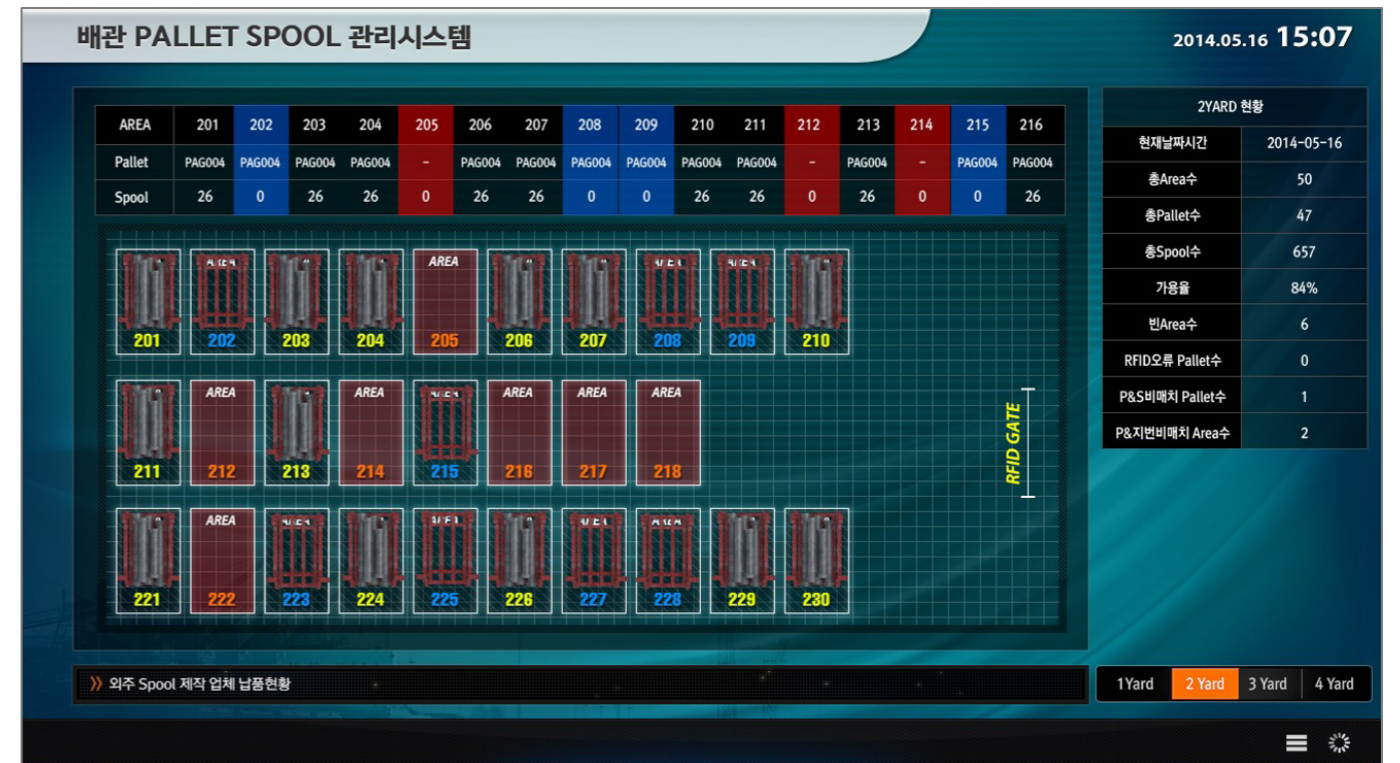 배관 PALLET SPOOL 관리시스템
2014.05.16 15:07
AREA 201 202 203 204 205 206 207 208 209 210 211 212 213 214 215 216
Pallet PAG004 PAG004 PAG004 PAG004 - PAG004 PAG004 PAG004 PAG004 PAG004 PAG004 - PAG004 - PAG004 PAG004
Spool 26 0 26 26 0 26 26 0 0 26 26 0 26 0 0 26
AREA
201 202 203 204 205 206 207 208 209 210
AREA AREA AREA AREA AREA
211 212 213 214 215 216 217 218
RFID GATE
AREA
221 222 223 224 225 226 227 228 229 230
2YARD 현황
현재날짜시간 2014-05-16
총Area수 50
총Pallet수 47
총Spool수 657
가용율 84%
빈Area수 6
RFID오류 Pallet수 0
P&S비매치 Pallet수 1
P&지번비매치 Area수 2
》 외주 Spool 제작 업체 납품현황
1Yard 2 Yard 3 Yard 4 Yard